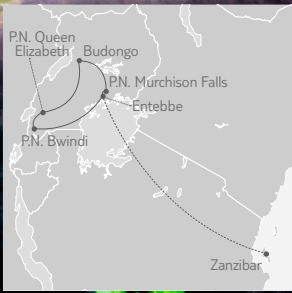 P.N. Queen
Elizabeth
Budongo
P.N. Murchison Falls
Entebbe
P.N. Bwindi
Zanzibar